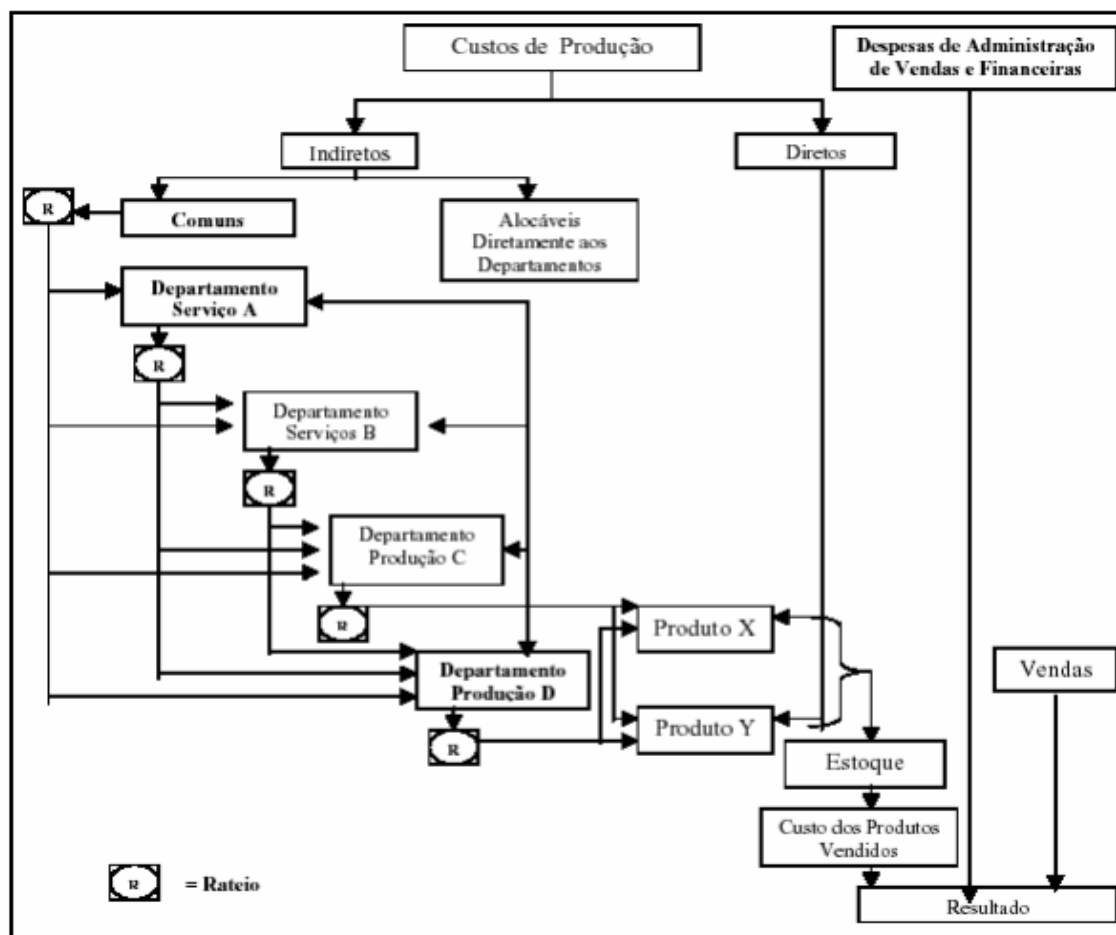 Custos de Produção
Despesas de Administração
de Vendas e Financeiras
Indiretos
Diretos
R
Comuns
Alocáveis
Diretamente aos
Departamentos
Departamento
Serviço A
R
Departamento
Serviços B
R
Departamento
Produção C
R
Produto X
Departamento
Produção D
Vendas
Produto Y
R
Estoque
Custo dos Produtos
Vendidos
R = Rateio
Resultado